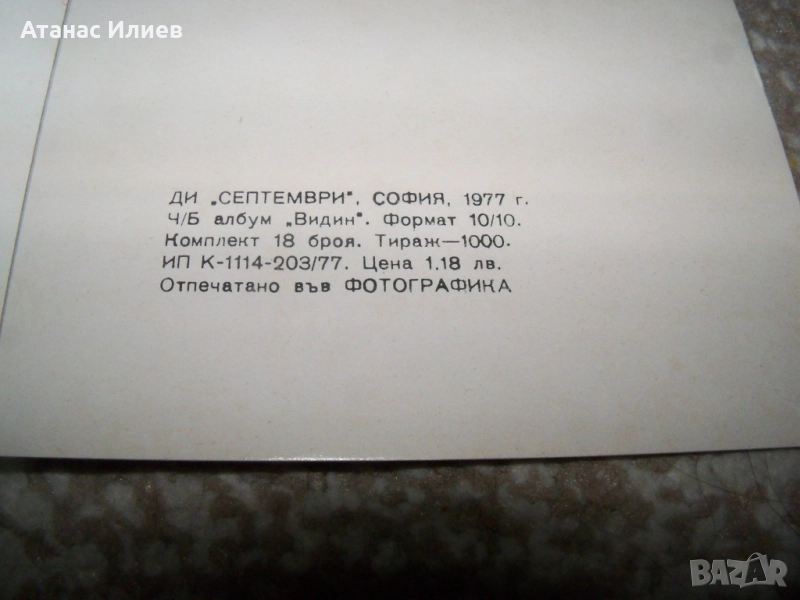 Атанас Илиев
ДИ „СЕПТЕМВРИ", СОФИЯ, 1977 г.
Ч/Б албум „Видин". Формат 10/10.
Комплект 18 броя. Тираж—1000.
ИП К-1114-203/77. Цена 1.18 лв.
Отпечатано във ФОТОГРАФИКА
BAZAR